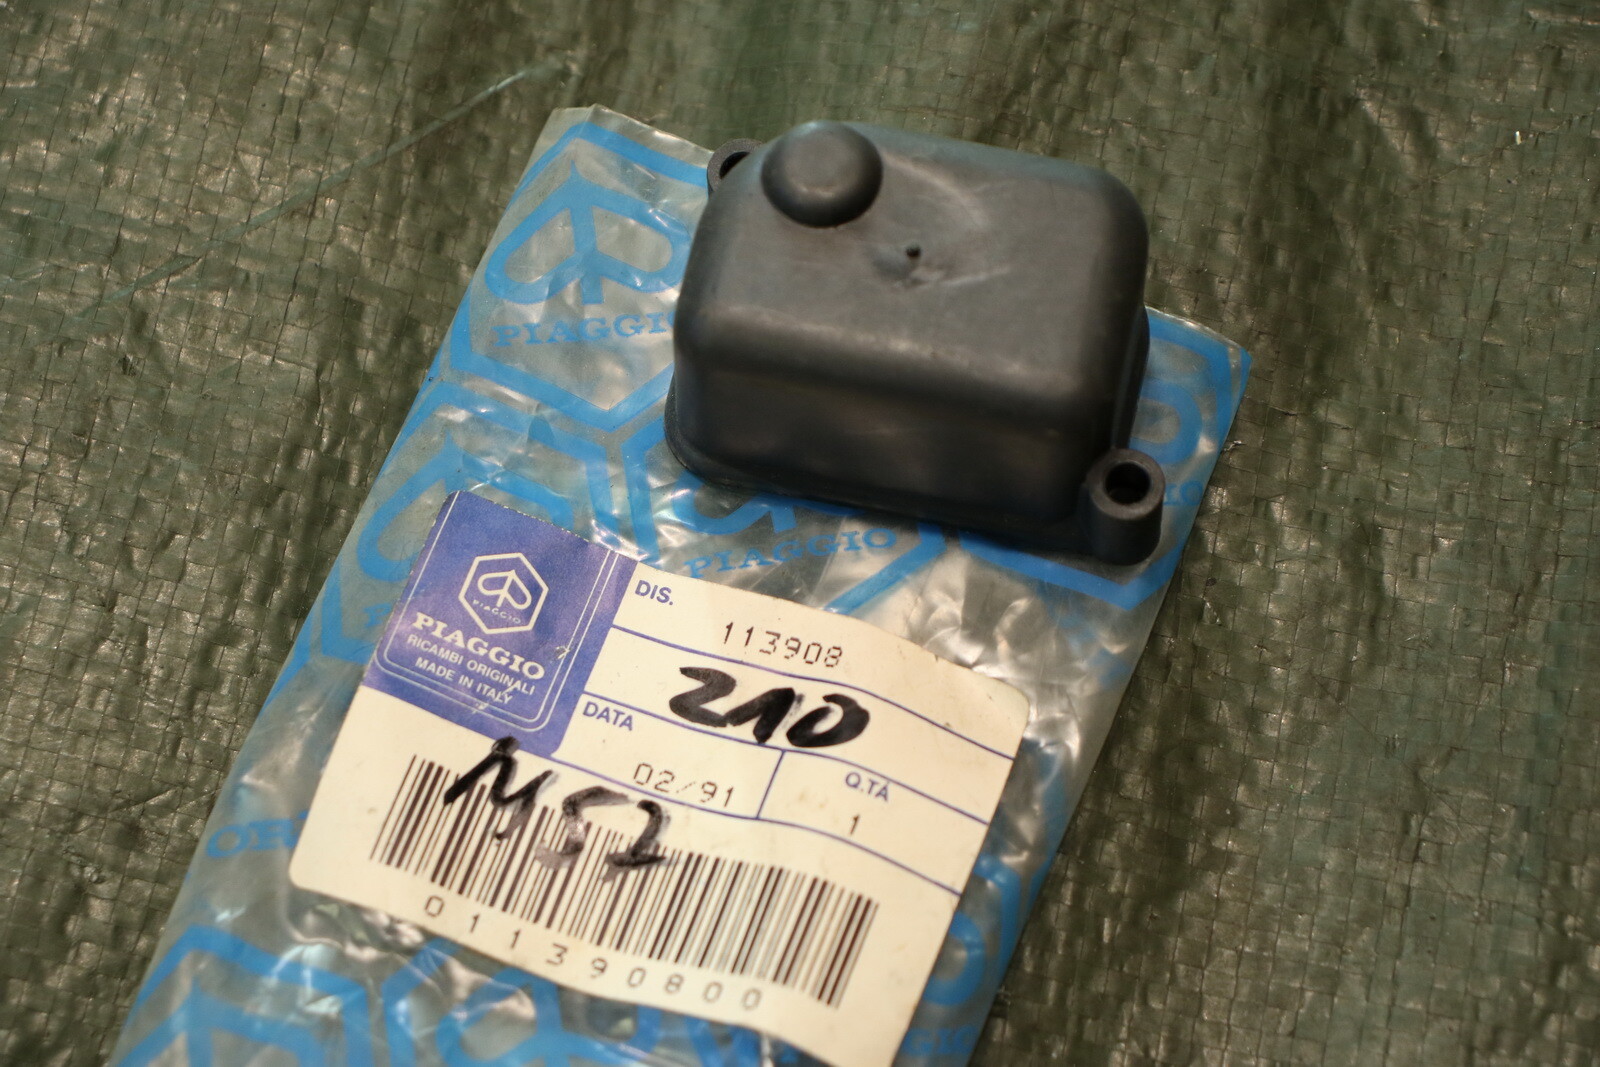 PIAGGIO
PIAGGIO
PIAGGIO
PIAGGIO
RICAMBI ORIGINALI
MADE IN ITALY
DIS.
113908
210
DATA
02/91
Q.TA
1
M52
011390800